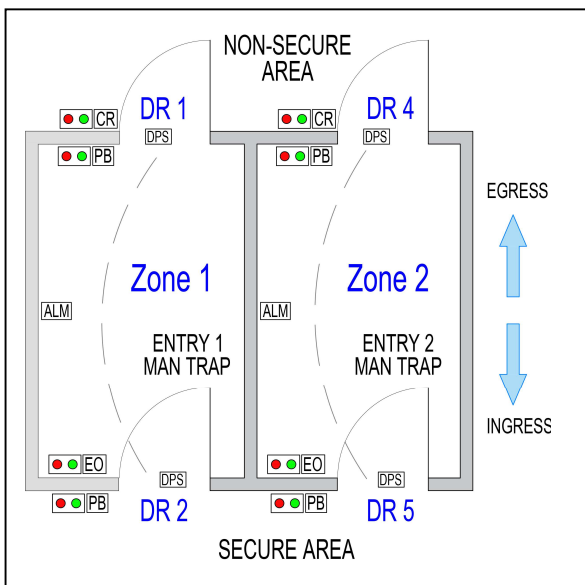 NON-SECURE
AREA
DR 1
DR 4
CR
CR
DPS
DPS
PB
PB
EGRESS
Zone 1
Zone 2
ALM
ALM
ENTRY 1
MAN TRAP
ENTRY 2
MAN TRAP
INGRESS
EO
EO
DPS
DPS
PB
PB
DR 2
DR 5
SECURE AREA